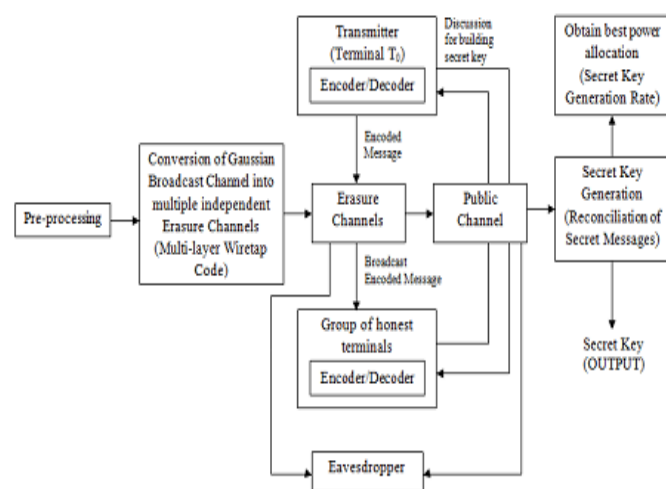 Transmitter
(Terminal T₀)
Encoder/Decoder
Discussion
for building
secret key
Obtain best power
allocation
(Secret Key
Generation Rate)
Encoded
Message
Pre-processing
Conversion of Gaussian
Broadcast Channel into
multiple independent
Erasure Channels
(Multi-layer Wiretap
Code)
Erasure
Channels
Public
Channel
Secret Key
Generation
(Reconciliation of
Secret Messages)
Broadcast
Encoded Message
Group of honest
terminals
Encoder/Decoder
Secret Key
(OUTPUT)
Eavesdropper